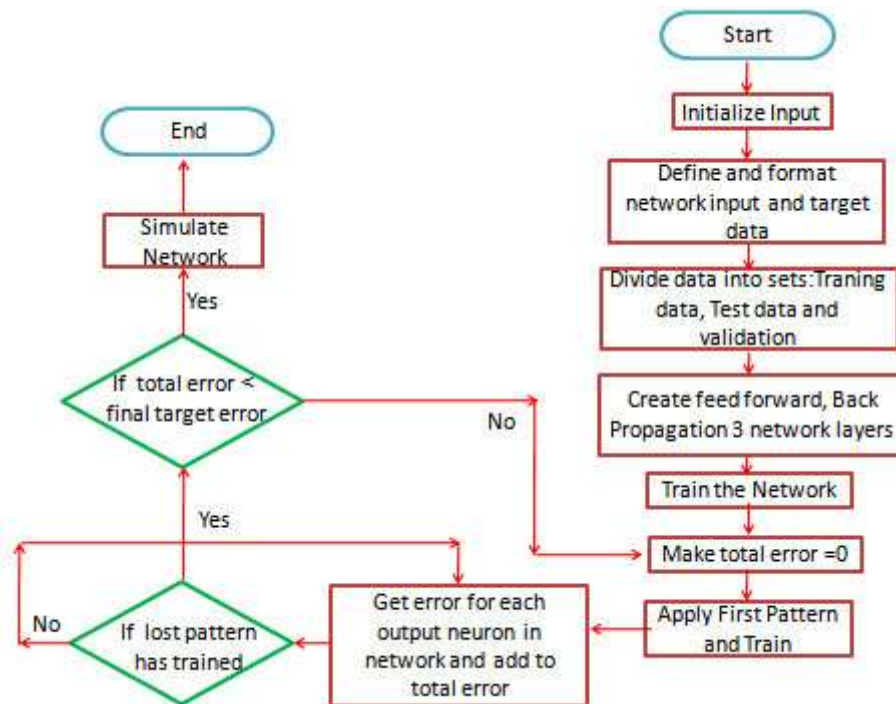 Start
Initialize Input
Define and format
network input and target
data
Divide data into sets:Traning
data, Test data and
validation
Create feed forward, Back
Propagation 3 network layers
Train the Network
Make total error =0
Apply First Pattern
and Train
Get error for each
output neuron in
network and add to
total error
If lost pattern
has trained
No
Yes
If total error <
final target error
No
Yes
Simulate
Network
End